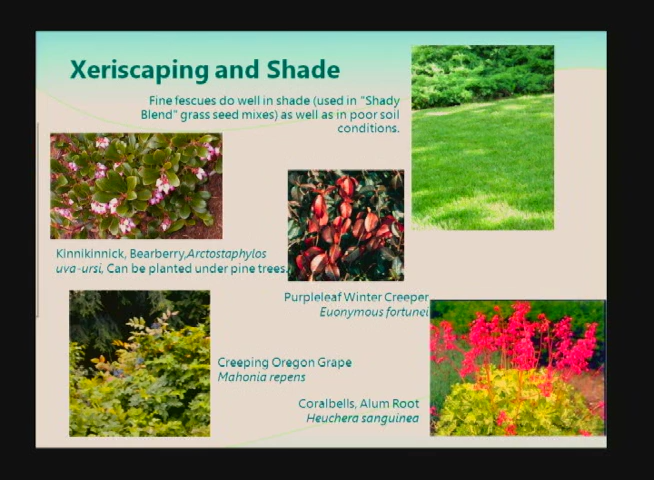 Xeriscaping and Shade
Fine fescues do well in shade (used in "Shady
Blend" grass seed mixes) as well as in poor soil
conditions.
Kinnikinnick, Bearberry,Arctostaphylos
uva-ursi, Can be planted under pine trees.
Purpleleaf Winter Creeper
Euonymous fortunei
Creeping Oregon Grape
Mahonia repens
Coralbells, Alum Root
Heuchera sanguinea